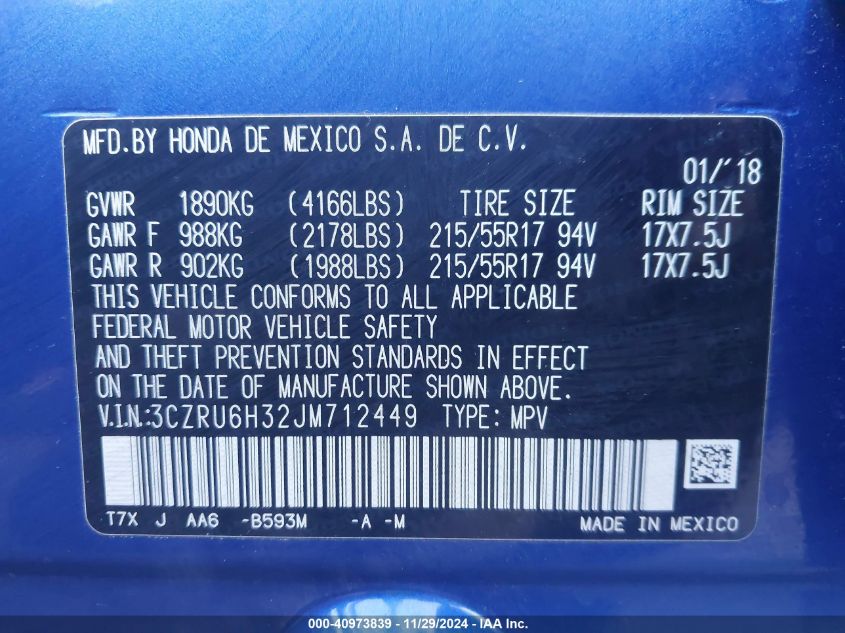 MFD.BY HONDA DE MEXICO S.A. DE C.V.
01/'18
GVWR 1890KG (4166LBS) TIRE SIZE RIM SIZE
GAWR F 988KG (2178LBS) 215/55R17 94V 17X7.5J
GAWR R 902KG (1988LBS) 215/55R17 94V 17X7.5J
THIS VEHICLE CONFORMS TO ALL APPLICABLE
FEDERAL MOTOR VEHICLE SAFETY
AND THEFT PREVENTION STANDARDS IN EFFECT
ON THE DATE OF MANUFACTURE SHOWN ABOVE.
V.I.N.:3CZRU6H32JM712449 TYPE: MPV
T7X J AA6 -B593M -A -M MADE IN MEXICO
000-40973839 - 11/29/2024 - IAA Inc.